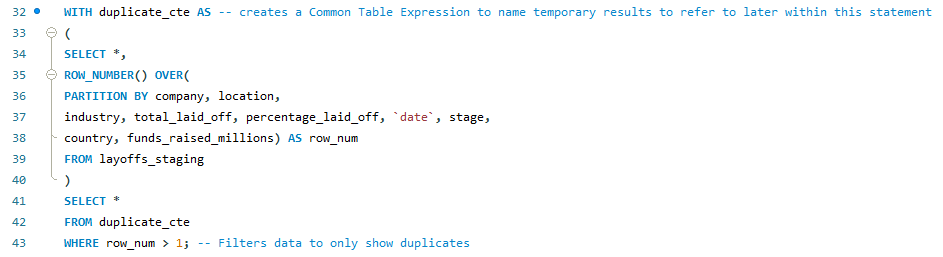 32 WITH duplicate_cte AS -- creates a Common Table Expression to name temporary results to refer to later within this statement
33 (
34 SELECT *,
35 ROW_NUMBER() OVER(
36 PARTITION BY company, location,
37 industry, total_laid_off, percentage_laid_off, `date`, stage,
38 country, funds_raised_millions) AS row_num
39 FROM layoffs_staging
40 )
41 SELECT *
42 FROM duplicate_cte
43 WHERE row_num > 1; -- Filters data to only show duplicates